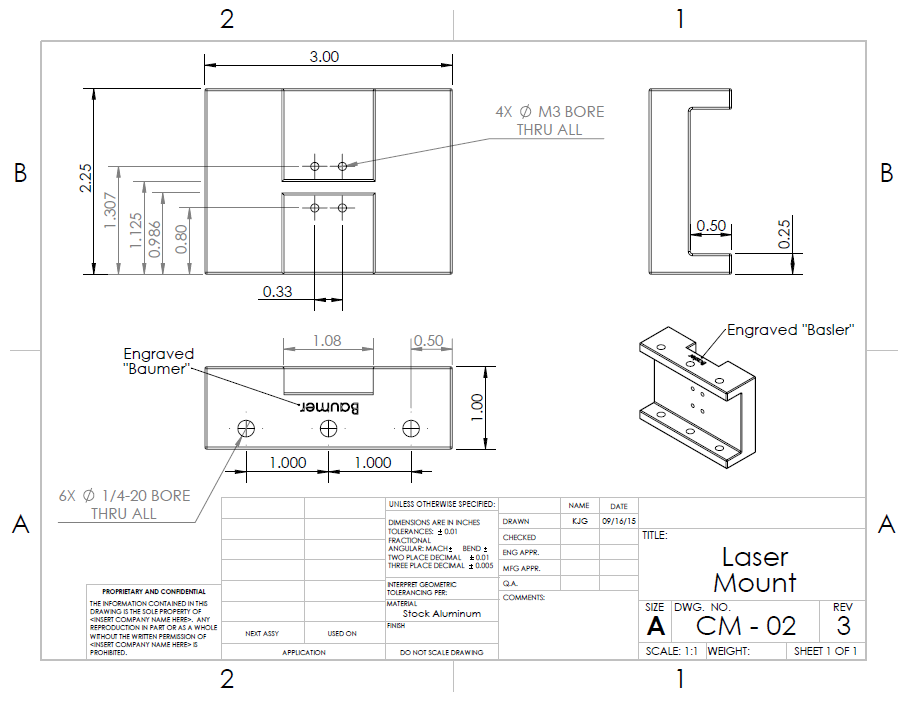 2
1
B
B
3.00
4X Ø M3 BORE
THRU ALL
2.25
1.307
1.125
0.986
0.80
0.33
0.50
0.25
Engraved
"Baumer"
1.08
0.50
Baumer
1.00
1.000
1.000
6X Ø 1/4-20 BORE
THRU ALL
Engraved "Basler"
Basler
A
A
PROPRIETARY AND CONFIDENTIAL
THE INFORMATION CONTAINED IN THIS
DRAWING IS THE SOLE PROPERTY OF
<INSERT COMPANY NAME HERE>. ANY
REPRODUCTION IN PART OR AS A WHOLE
WITHOUT THE WRITTEN PERMISSION OF
<INSERT COMPANY NAME HERE> IS
PROHIBITED.
NEXT ASSY
USED ON
APPLICATION
UNLESS OTHERWISE SPECIFIED:
DIMENSIONS ARE IN INCHES
TOLERANCES: ± 0.01
FRACTIONAL
ANGULAR: MACH± BEND ±
TWO PLACE DECIMAL ± 0.01
THREE PLACE DECIMAL ± 0.005
INTERPRET GEOMETRIC
TOLERANCING PER:
MATERIAL
Stock Aluminum
FINISH
DO NOT SCALE DRAWING
NAME
DATE
DRAWN
KJG
09/16/15
CHECKED
ENG APPR.
MFG APPR.
Q.A.
COMMENTS:
TITLE:
Laser
Mount
SIZE
A
DWG. NO.
CM - 02
REV
3
SCALE: 1:1
WEIGHT:
SHEET 1 OF 1
2
1